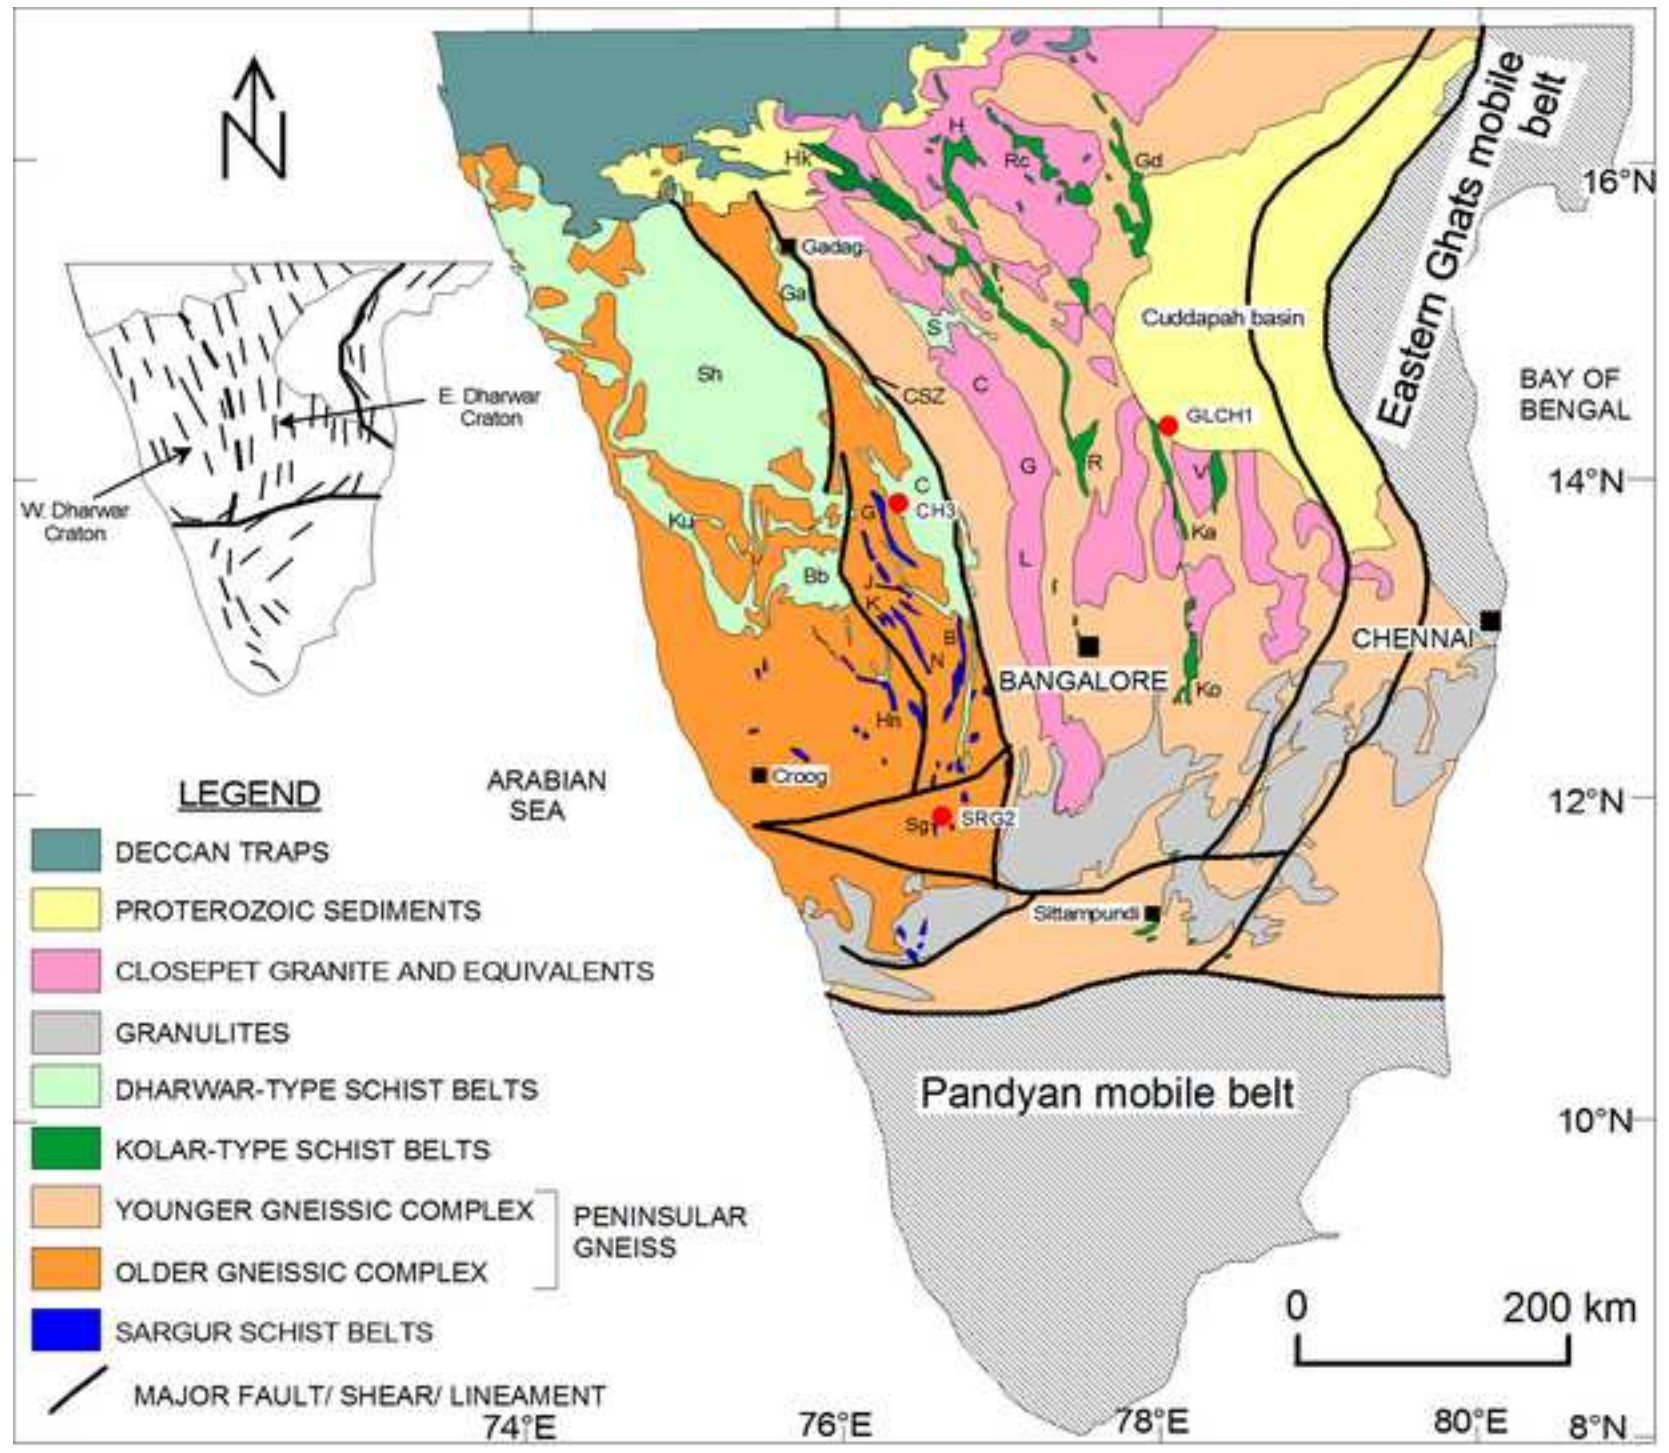 N
Eastern Ghats mobile
belt
H
Hk
Rc
Gd
16°N
Gadag
Ga
Cuddapah basin
S
Sh
C
CSZ
BAY OF
BENGAL
E. Dharwar
Craton
GLCH1
G
R
V
14°N
W. Dharwar
Craton
C
CH3
G
Ku
Ka
V
Bb
L
J
K
B
N
CHENNAI
BANGALORE
Ko
Hn
Croog
ARABIAN
SEA
12°N
Sg
SRG2
Sittampundi
Pandyan mobile belt
10°N
LEGEND
DECCAN TRAPS
PROTEROZOIC SEDIMENTS
CLOSEPET GRANITE AND EQUIVALENTS
GRANULITES
DHARWAR-TYPE SCHIST BELTS
KOLAR-TYPE SCHIST BELTS
YOUNGER GNEISSIC COMPLEX
PENINSULAR
GNEISS
OLDER GNEISSIC COMPLEX
SARGUR SCHIST BELTS
MAJOR FAULT/ SHEAR/ LINEAMENT
0 200 km
74°E 76°E 78°E 80°E 8°N